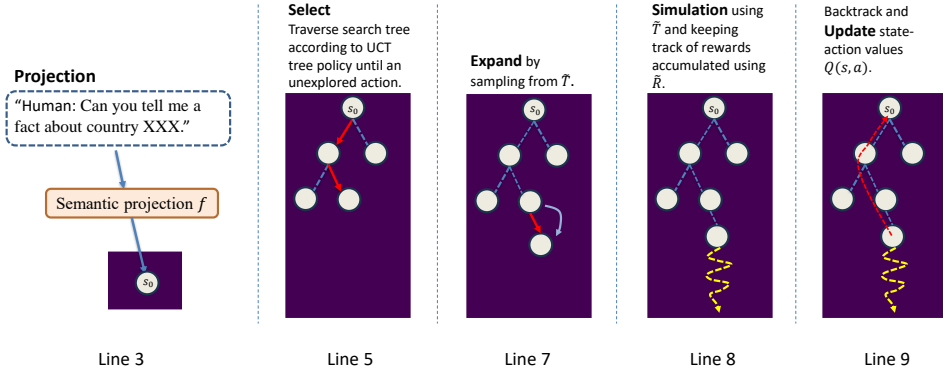 Projection
"Human: Can you tell me a
fact about country XXX."
Semantic projection f
s₀
Line 3
Select
Traverse search tree
according to UCT
tree policy until an
unexplored action.
s₀
Line 5
Expand by
sampling from T̃.
s₀
Line 7
Simulation using
T̃ and keeping
track of rewards
accumulated using
R̃.
s₀
Line 8
Backtrack and
Update state-
action values
Q(s, a).
s₀
Line 9